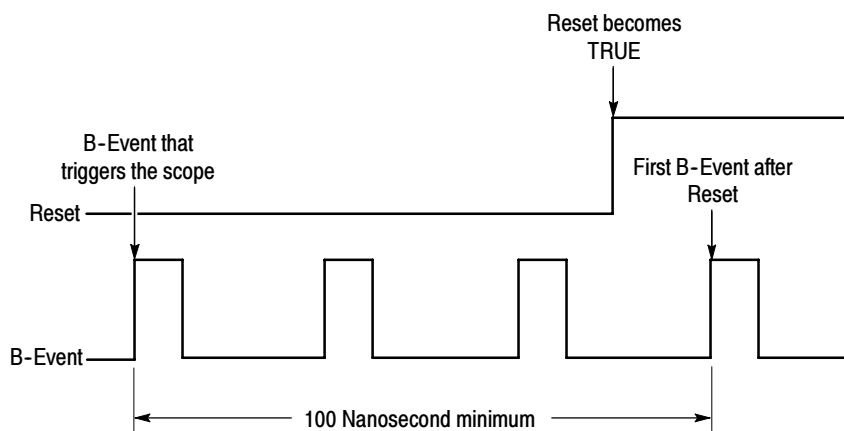 Reset becomes
TRUE
B-Event that
triggers the scope
First B-Event after
Reset
Reset
B-Event
100 Nanosecond minimum